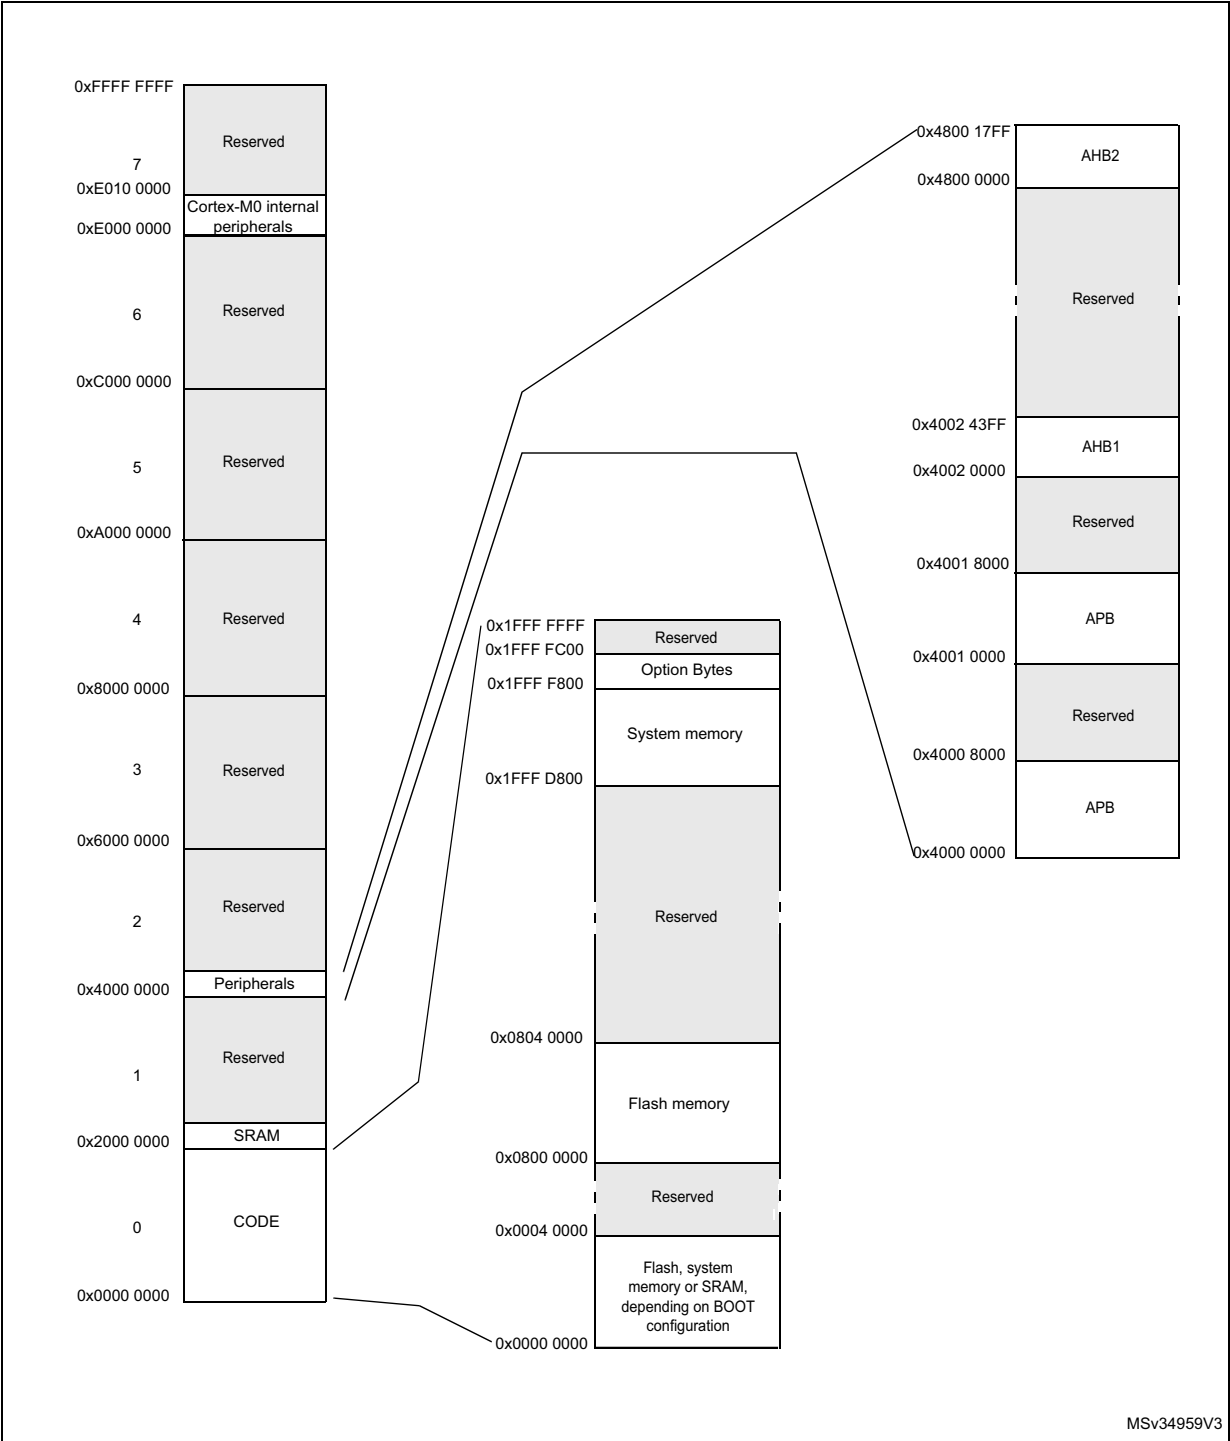 0xFFFF FFFF
Reserved
7
0xE010 0000
Cortex-M0 internal
peripherals
0xE000 0000
Reserved
6
0xC000 0000
Reserved
5
0xA000 0000
Reserved
4
0x8000 0000
Reserved
3
0x6000 0000
Reserved
2
Peripherals
0x4000 0000
Reserved
1
SRAM
0x2000 0000
CODE
0
0x0000 0000
0x1FFF FFFF
Reserved
0x1FFF FC00
Option Bytes
0x1FFF F800
System memory
0x1FFF D800
Reserved
0x0804 0000
Flash memory
0x0800 0000
Reserved
0x0004 0000
Flash, system
memory or SRAM,
depending on BOOT
configuration
0x0000 0000
0x4800 17FF
AHB2
0x4800 0000
Reserved
0x4002 43FF
AHB1
0x4002 0000
Reserved
0x4001 8000
APB
0x4001 0000
Reserved
0x4000 8000
APB
0x4000 0000
MSv34959V3